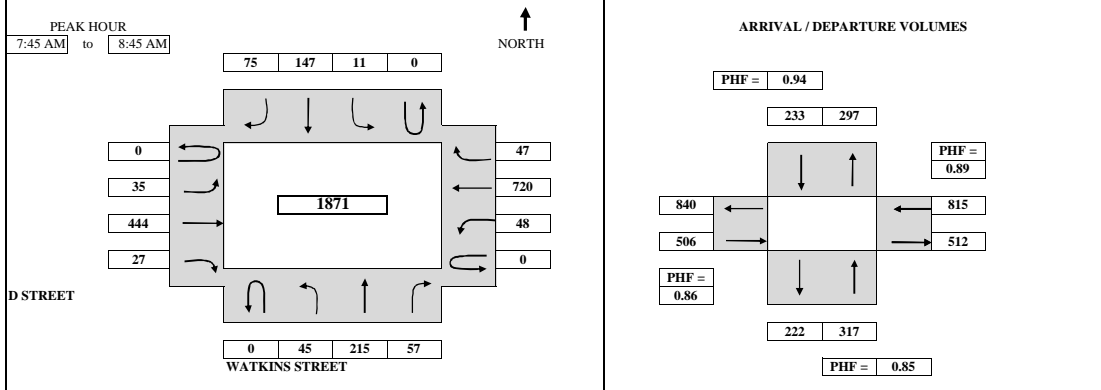 PEAK HOUR
7:45 AM to 8:45 AM
NORTH
75 147 11 0
0
35
444
27
1871
47
720
48
0
D STREET
0 45 215 57
WATKINS STREET
ARRIVAL / DEPARTURE VOLUMES
PHF = 0.94
233 297
PHF =
0.89
840
506
815
512
PHF =
0.86
222 317
PHF = 0.85